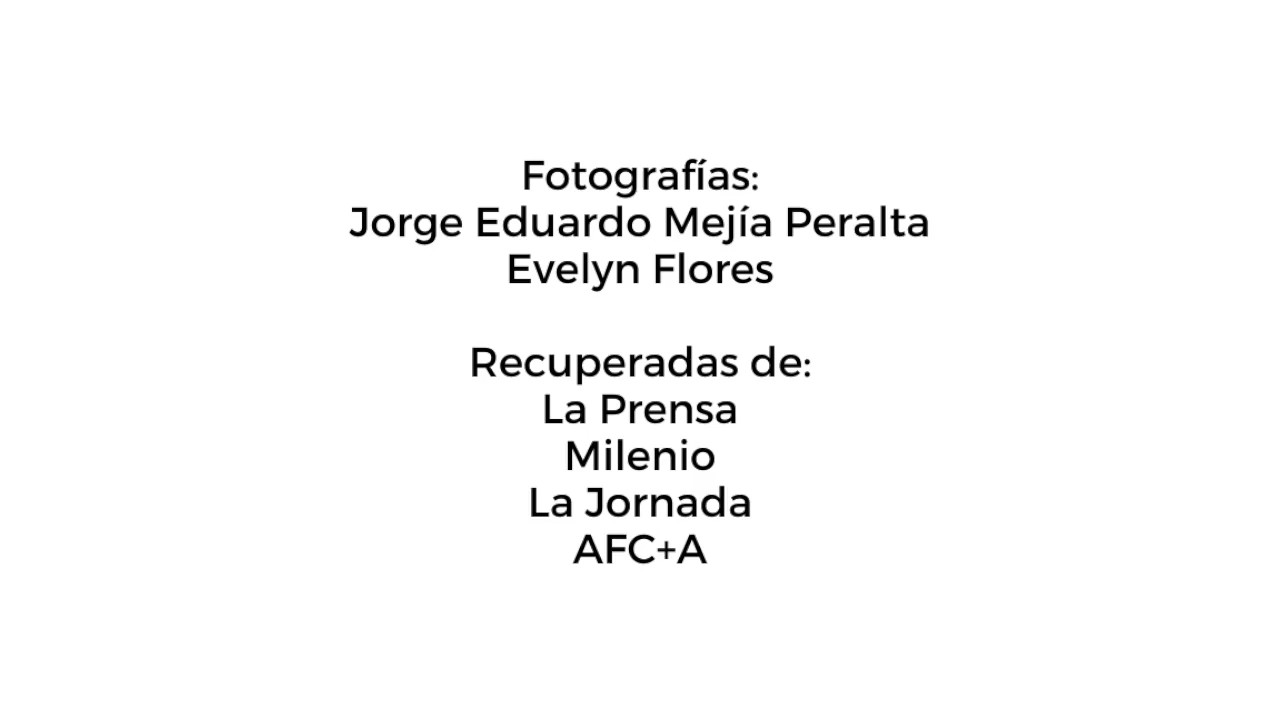 Fotografías:
Jorge Eduardo Mejía Peralta
Evelyn Flores
Recuperadas de:
La Prensa
Milenio
La Jornada
AFC+A